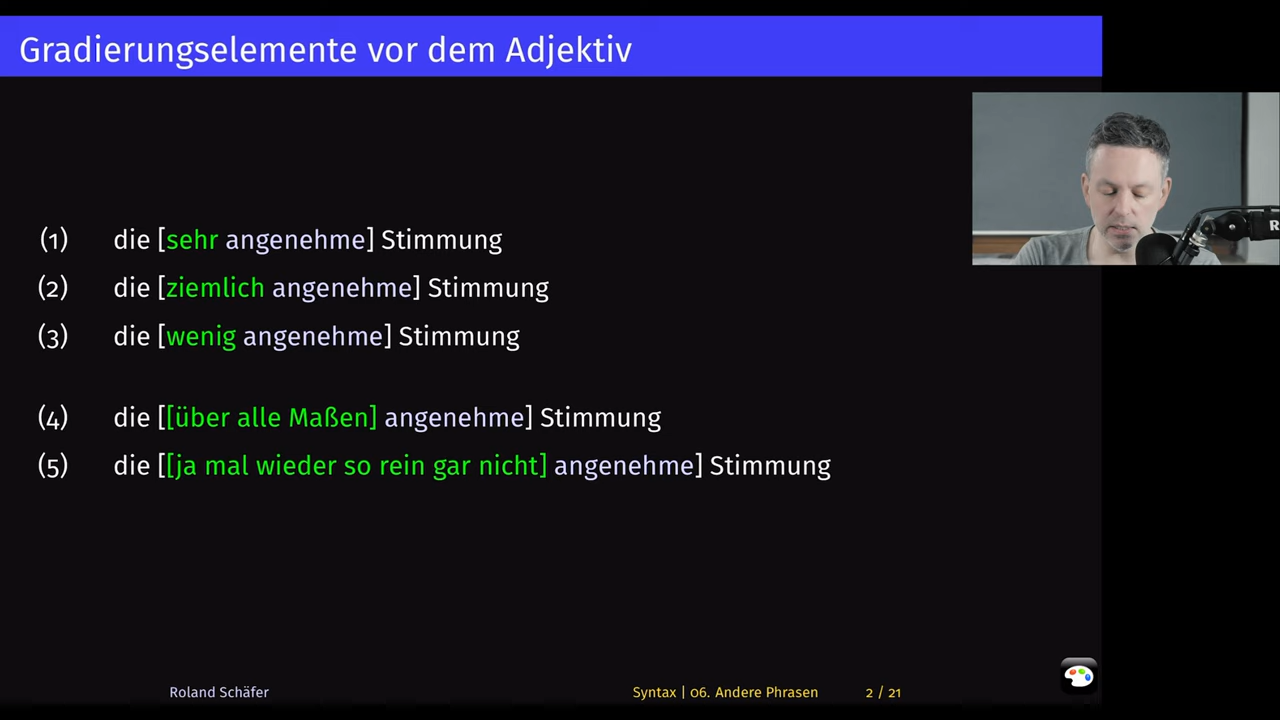 Gradierungselemente vor dem Adjektiv
(1) die [sehr angenehme] Stimmung
(2) die [ziemlich angenehme] Stimmung
(3) die [wenig angenehme] Stimmung
(4) die [[über alle Maßen] angenehme] Stimmung
(5) die [[ja mal wieder so rein gar nicht] angenehme] Stimmung
Roland Schäfer Syntax | 06. Andere Phrasen 2 / 21